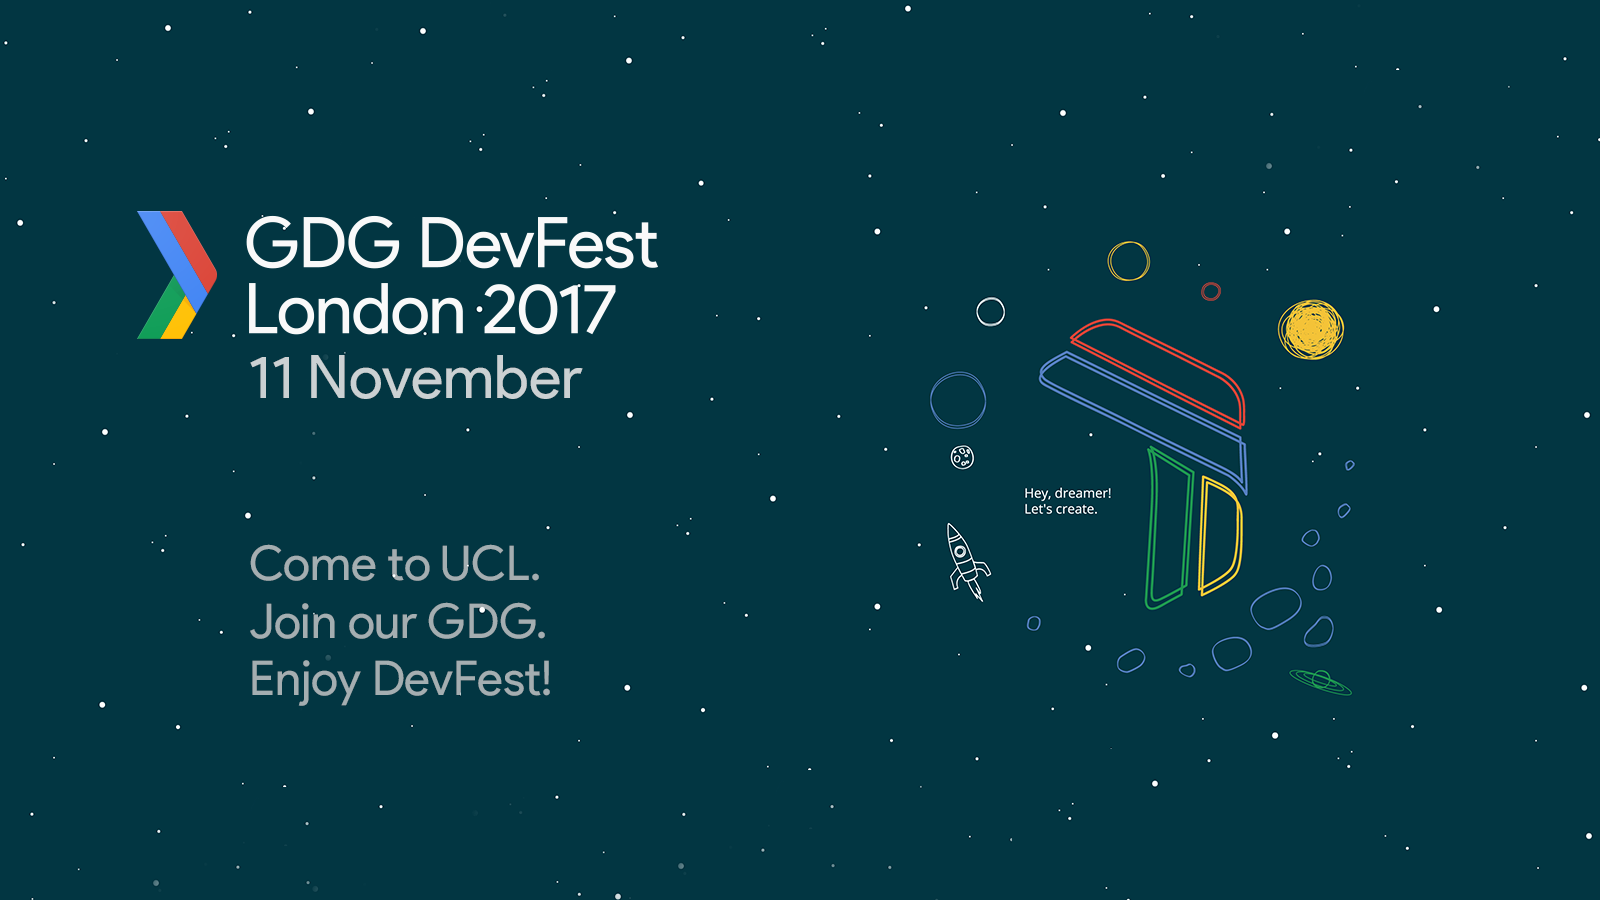 GDG DevFest
London 2017
11 November
Come to UCL.
Join our GDG.
Enjoy DevFest!
Hey, dreamer!
Let's create.